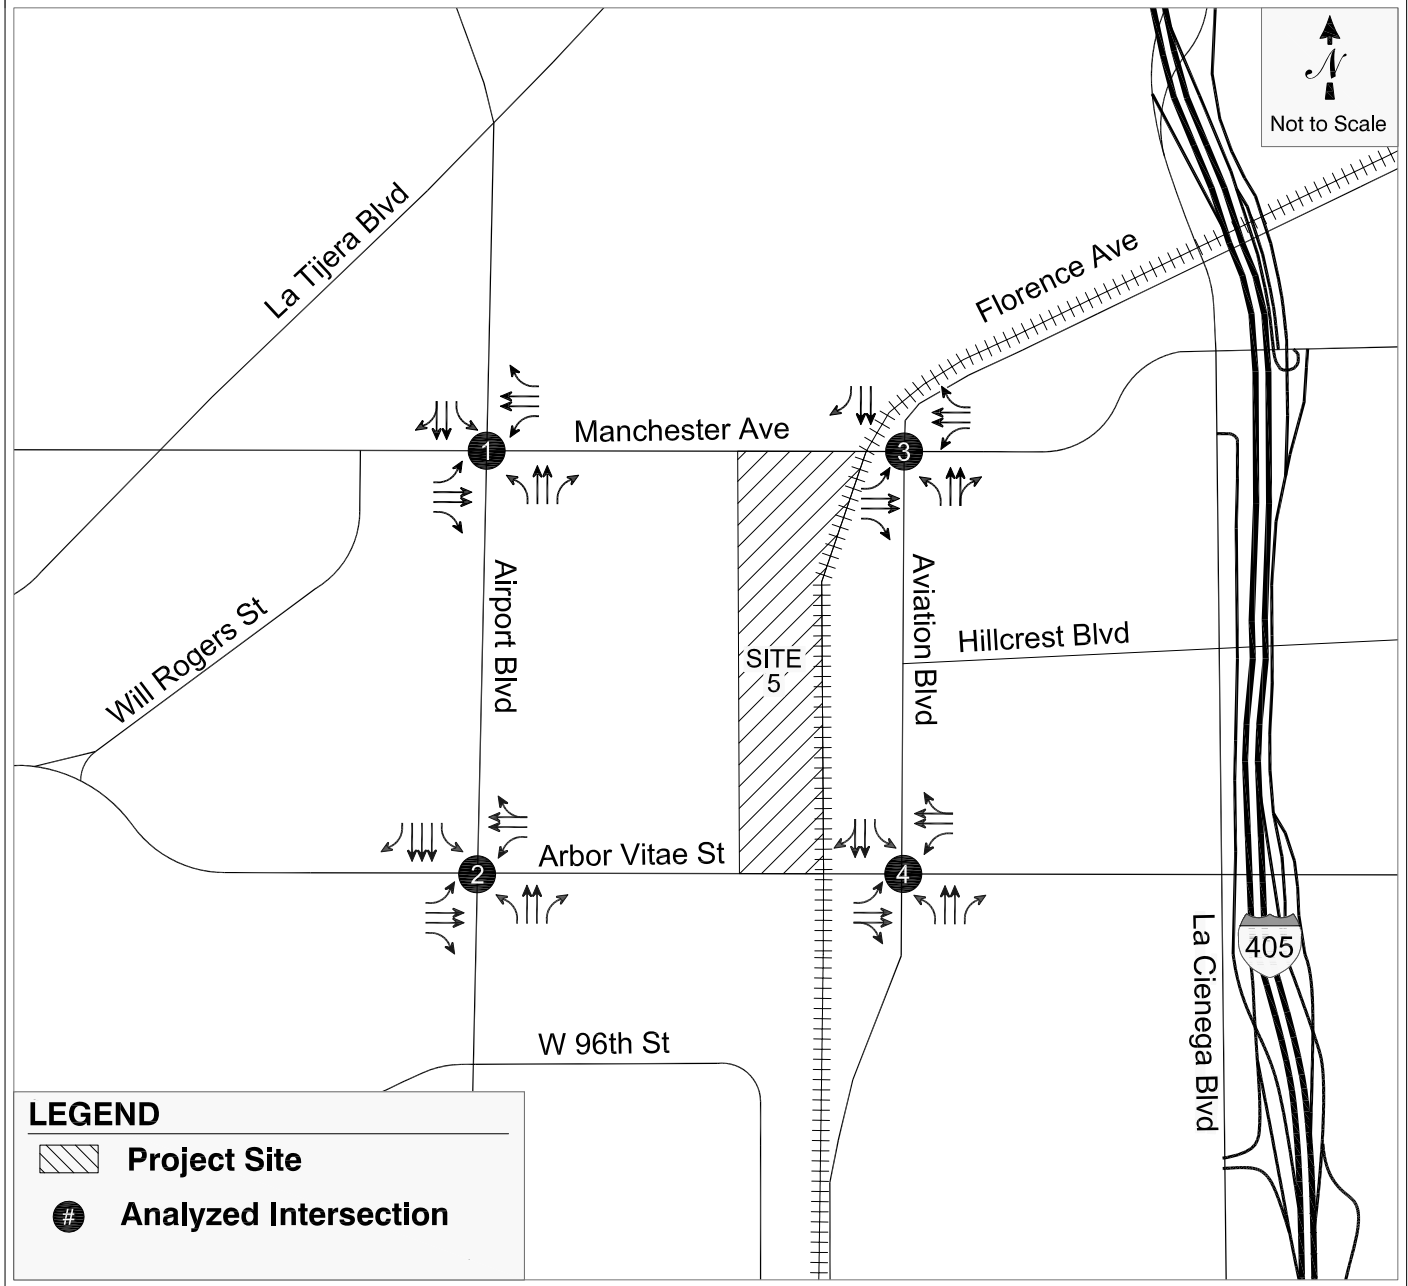 N
Not to Scale
La Tijera Blvd
Florence Ave
Manchester Ave
1
3
Airport Blvd
Aviation Blvd
Will Rogers St
Hillcrest Blvd
SITE
5
Arbor Vitae St
2
4
La Cienega Blvd
405
W 96th St
LEGEND
Project Site
# Analyzed Intersection